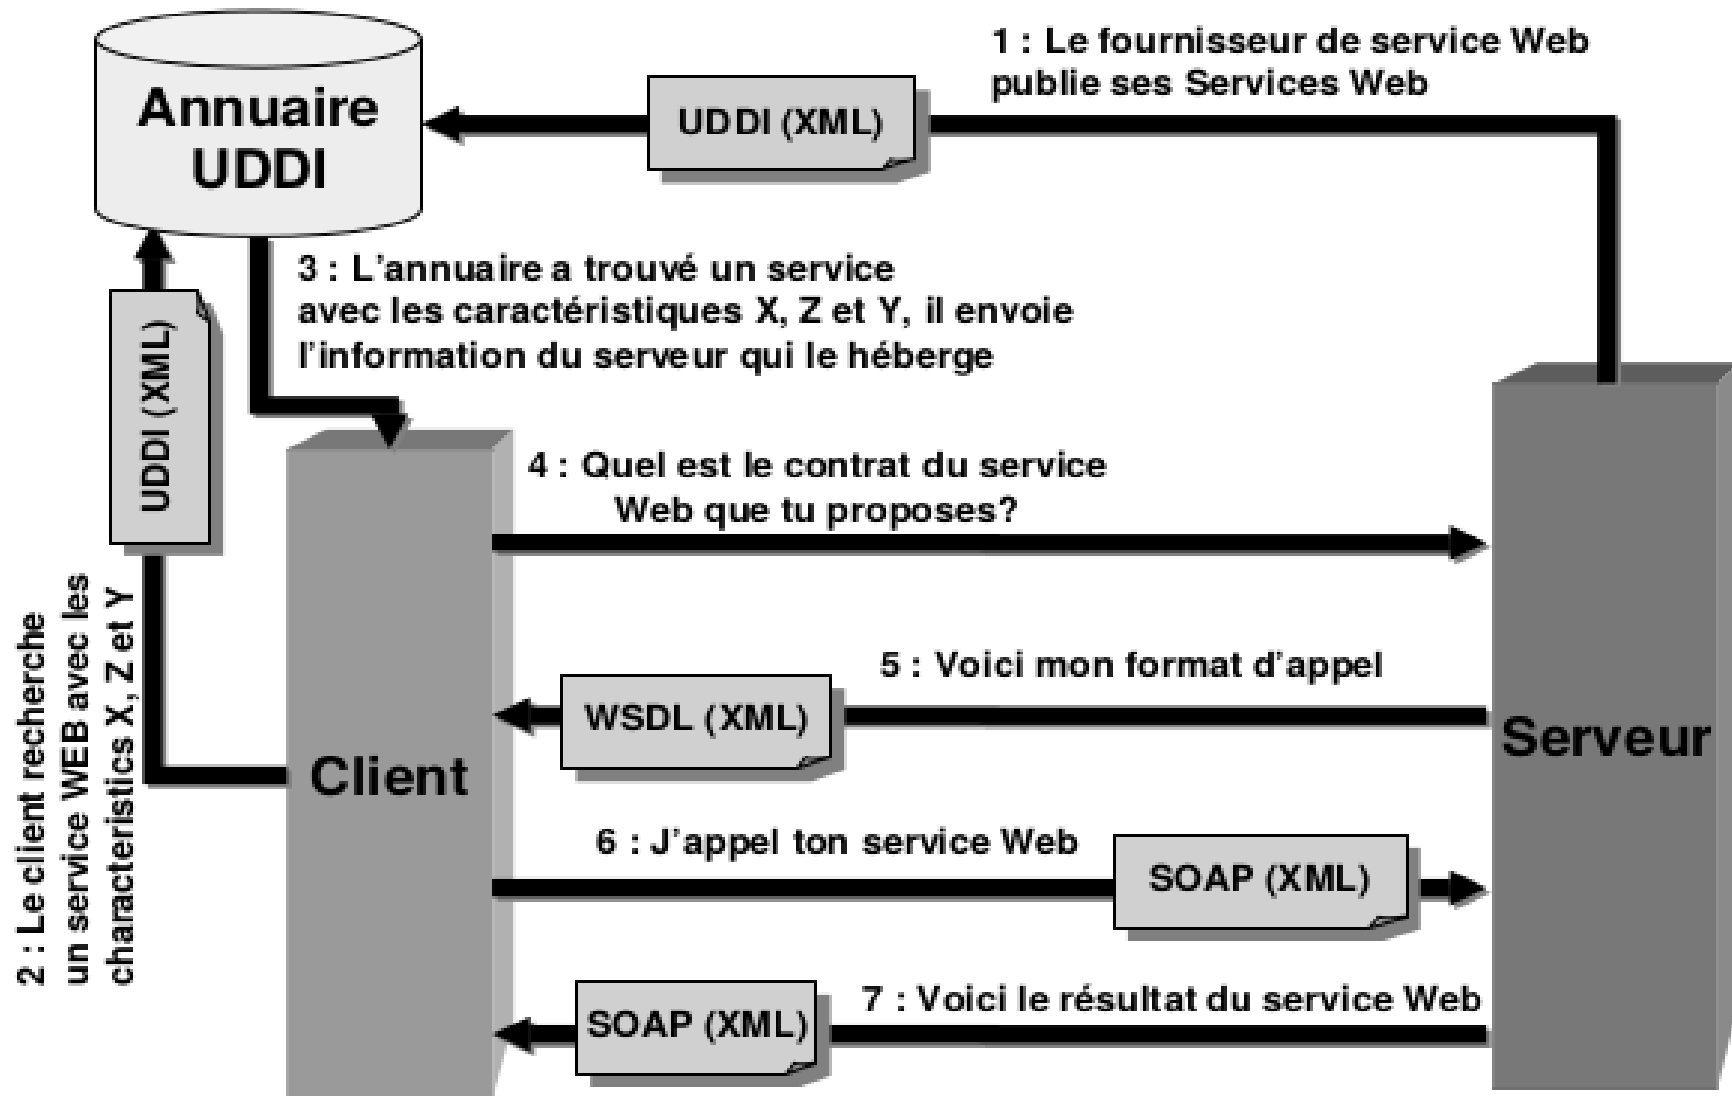 1 : Le fournisseur de service Web
publie ses Services Web
Annuaire
UDDI
UDDI (XML)
3 : L'annuaire a trouvé un service
avec les caractéristiques X, Z et Y, il envoie
l'information du serveur qui le héberge
UDDI (XML)
2 : Le client recherche
un service WEB avec les
characteristics X, Z et Y
4 : Quel est le contrat du service
Web que tu proposes?
5 : Voici mon format d'appel
WSDL (XML)
Client
Serveur
6 : J'appel ton service Web
SOAP (XML)
7 : Voici le résultat du service Web
SOAP (XML)